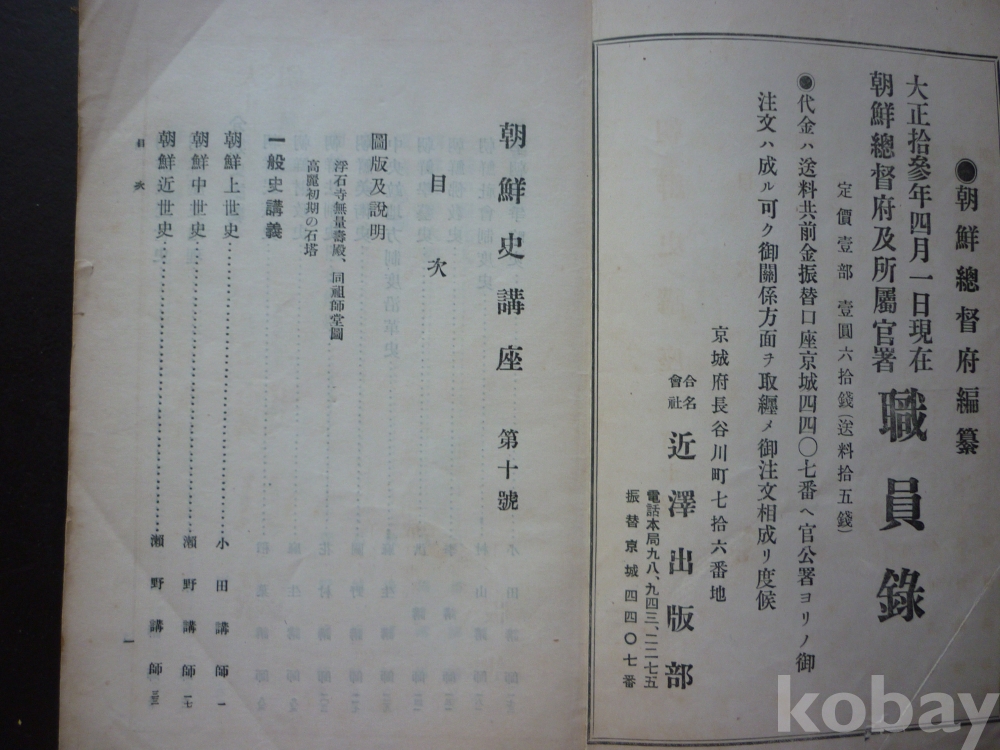 ●朝鮮總督府編纂
大正拾參年四月一日現在
朝鮮總督府及所屬官署 職員錄
定價壹部 壹圓六拾錢(送料拾五錢)
●代金ハ送料共前金振替口座京城四四〇七番ヘ官公署ヨリノ御
注文ハ成ル可ク御關係方面ヲ取纏メ御注文相成リ度候
京城府長谷川町七拾六番地
合名會社 近澤出版部
電話本局九八、九四三、二二七五
振替京城四四〇七番
朝鮮史講座 第十號
目次
圖版及說明
浮石寺無量壽殿、同祖師堂圖
高麗初期の石塔
一般史講義
朝鮮上世史 小田講師 一
朝鮮中世史 瀨野講師
朝鮮近世史 瀨野講師
目次
一
kobay